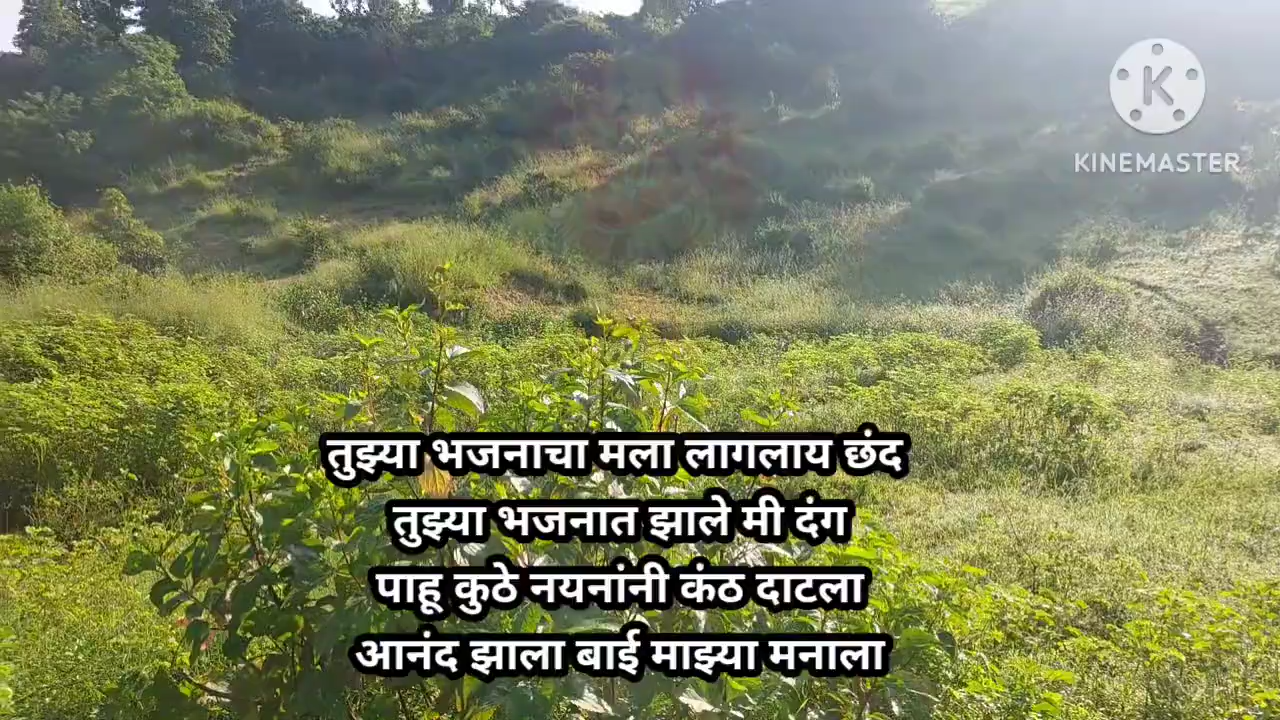 K
KINEMASTER
तुझ्या भजनाचा मला लागलाय छंद
तुझ्या भजनात झाले मी दंग
पाहू कुठे नयनांनी कंठ दाटला
आनंद झाला बाई माझ्या मनाला